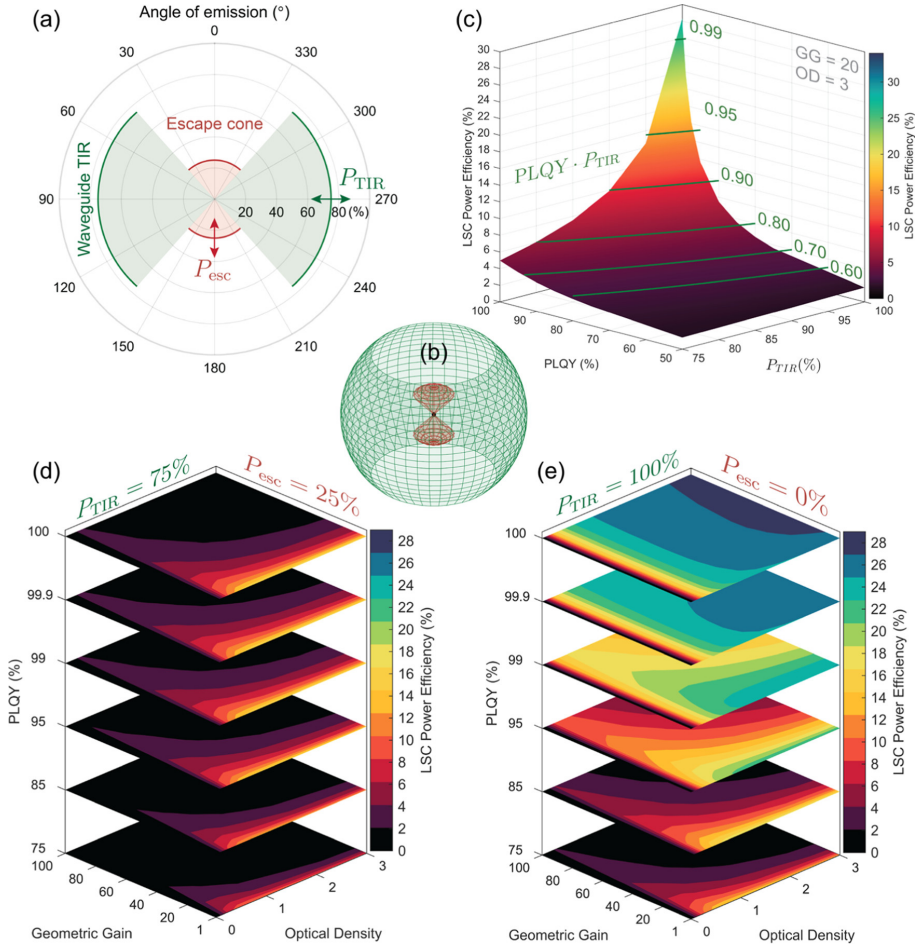 (a)
Angle of emission (°)
0
30
330
60
300
90
270
120
240
150
210
180
Escape cone
Waveguide TIR
P_TIR
20 40 60 80 (%)
P_esc
(b)
(c)
GG = 20
OD = 3
LSC Power Efficiency (%)
30
28
26
24
22
20
18
16
14
12
10
8
6
4
2
0
PLQY · P_TIR
0.99
0.95
0.90
0.80
0.70
0.60
100 90 80 70 60 50
PLQY (%)
75 80 85 90 95 100
P_TIR(%)
30
25
20
15
10
5
0
LSC Power Efficiency (%)
(d)
P_TIR = 75%
P_esc = 25%
100
99.9
99
95
85
75
PLQY (%)
100 80 60 40 20 1
Geometric Gain
0 1 2 3
Optical Density
28
26
24
22
20
18
16
14
12
10
8
6
4
2
0
LSC Power Efficiency (%)
(e)
P_TIR = 100%
P_esc = 0%
100
99.9
99
95
85
75
PLQY (%)
100 80 60 40 20 1
Geometric Gain
0 1 2 3
Optical Density
28
26
24
22
20
18
16
14
12
10
8
6
4
2
0
LSC Power Efficiency (%)